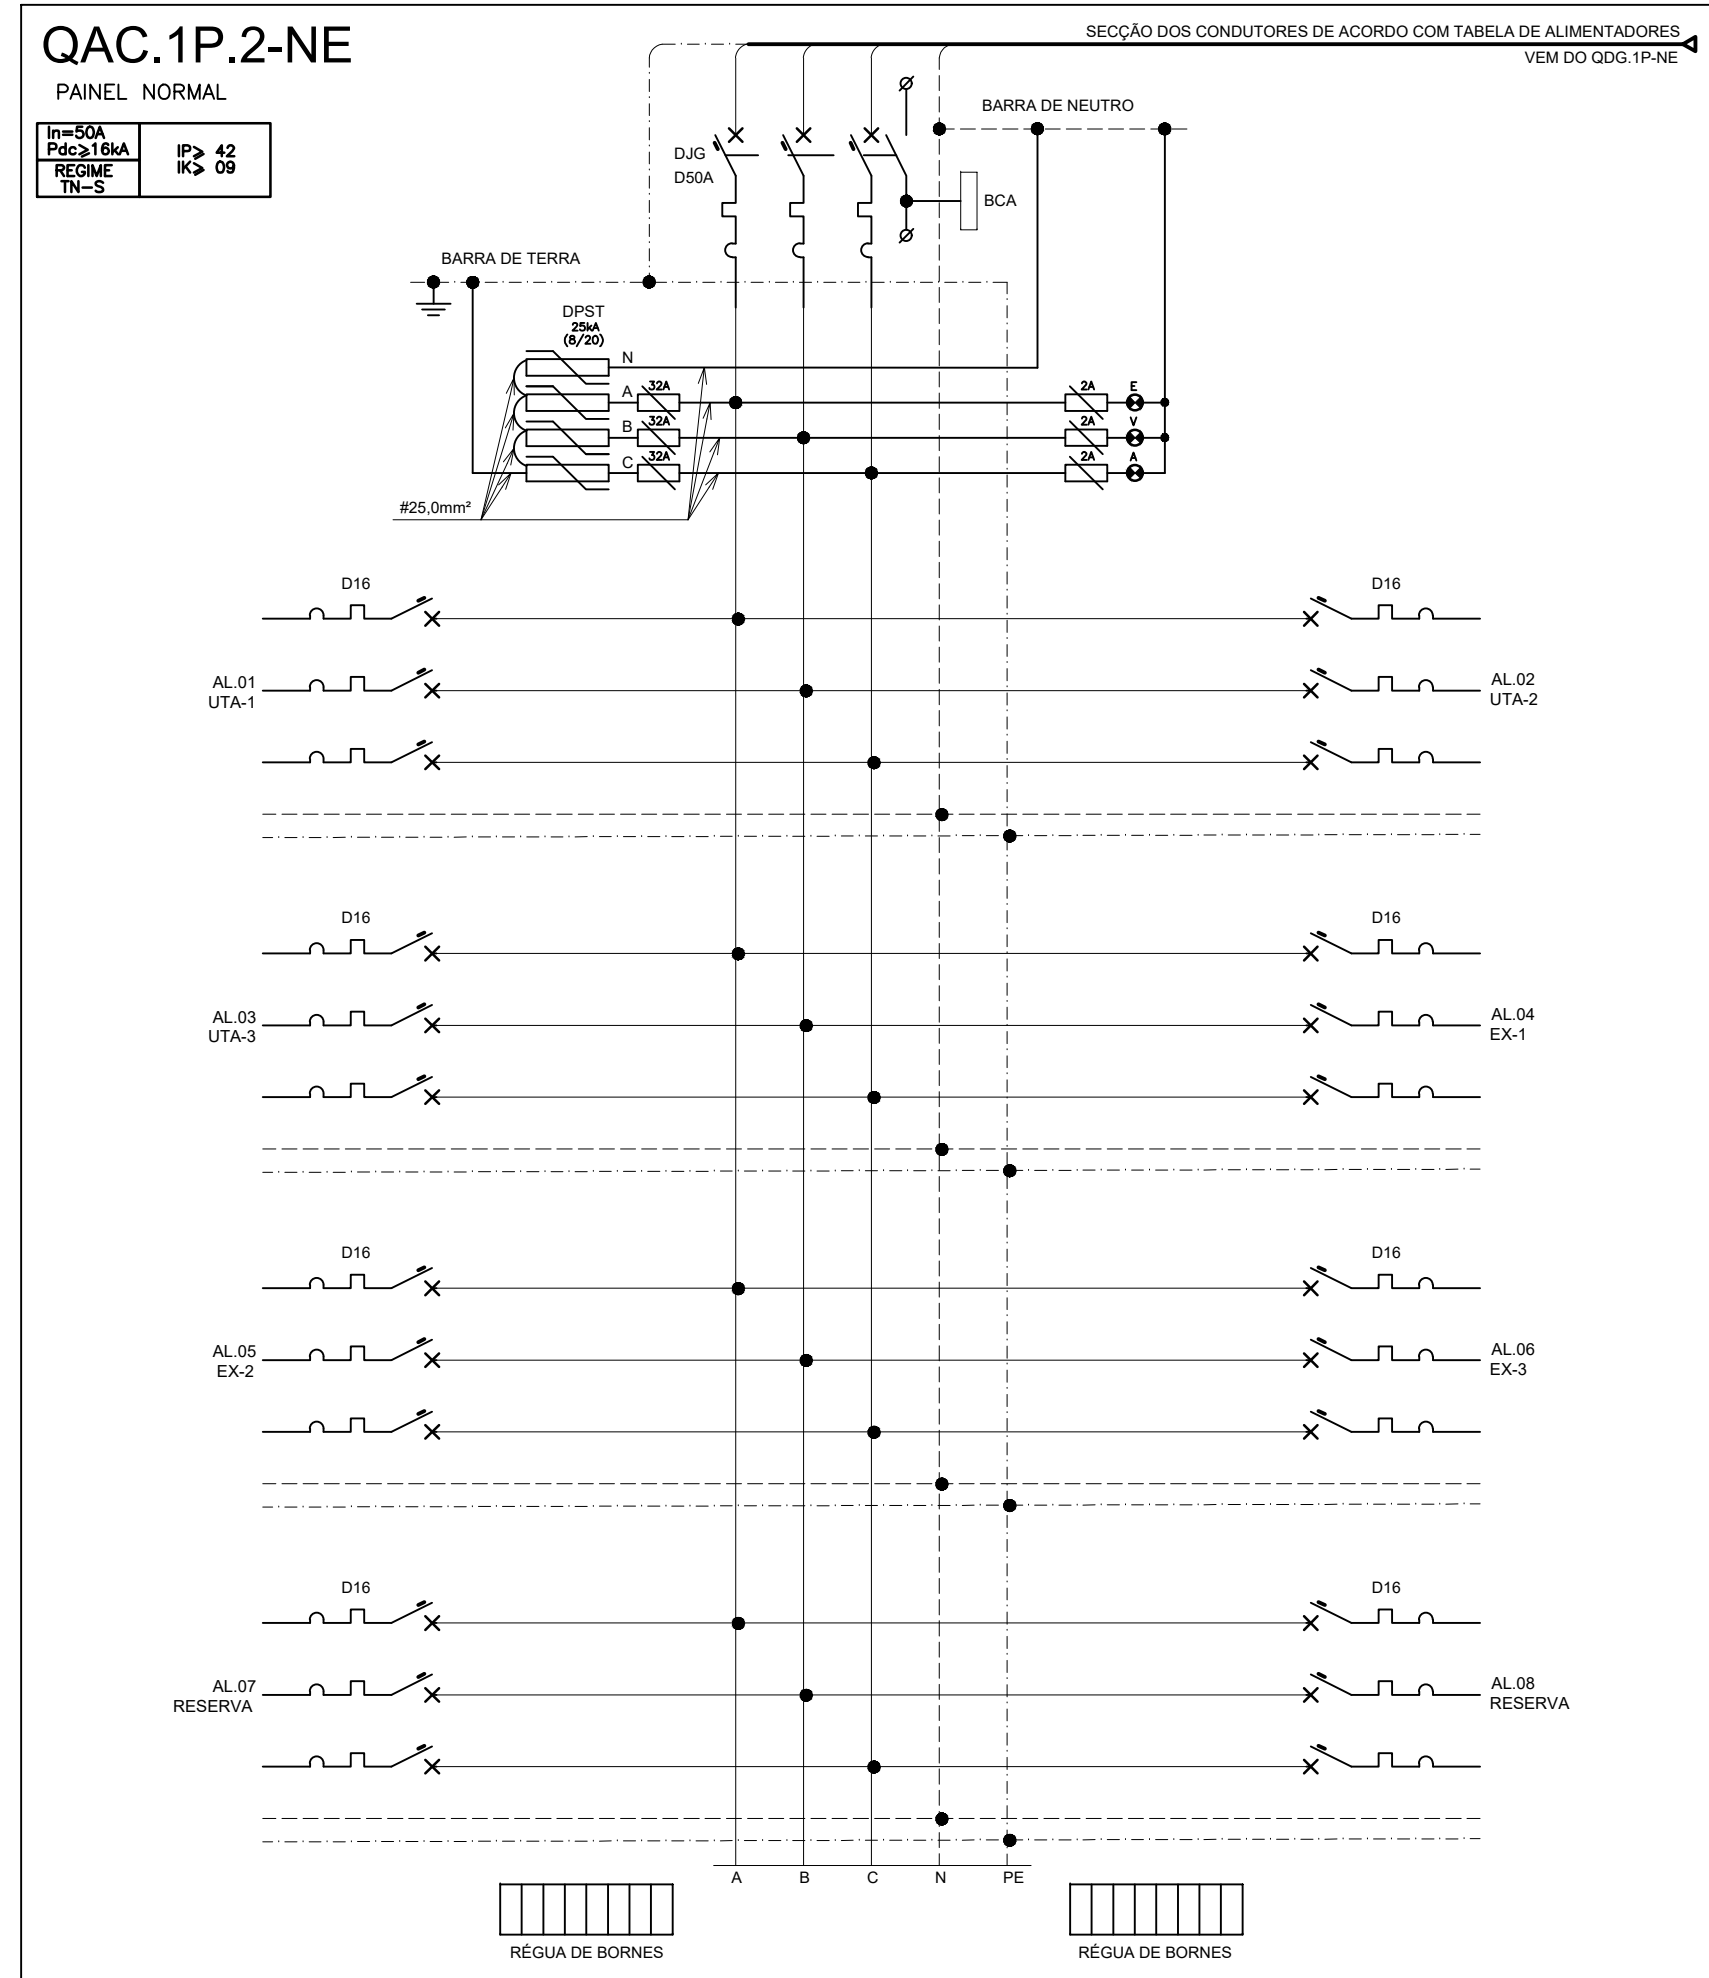 QAC.1P.2-NE
SECÇÃO DOS CONDUTORES DE ACORDO COM TABELA DE ALIMENTADORES
VEM DO QDG.1P-NE
PAINEL NORMAL
In=50A
Pdc≥16kA
REGIME
TN-S
IP≥ 42
IK≥ 09
BARRA DE NEUTRO
DJG
D50A
BCA
BARRA DE TERRA
DPST
25kA
(8/20)
N
A 32A 2A E
B 32A 2A V
C 32A 2A A
#25,0mm²
D16 D16
AL.01
UTA-1
AL.02
UTA-2
D16 D16
AL.03
UTA-3
AL.04
EX-1
D16 D16
AL.05
EX-2
AL.06
EX-3
D16 D16
AL.07
RESERVA
AL.08
RESERVA
A B C N PE
RÉGUA DE BORNES RÉGUA DE BORNES